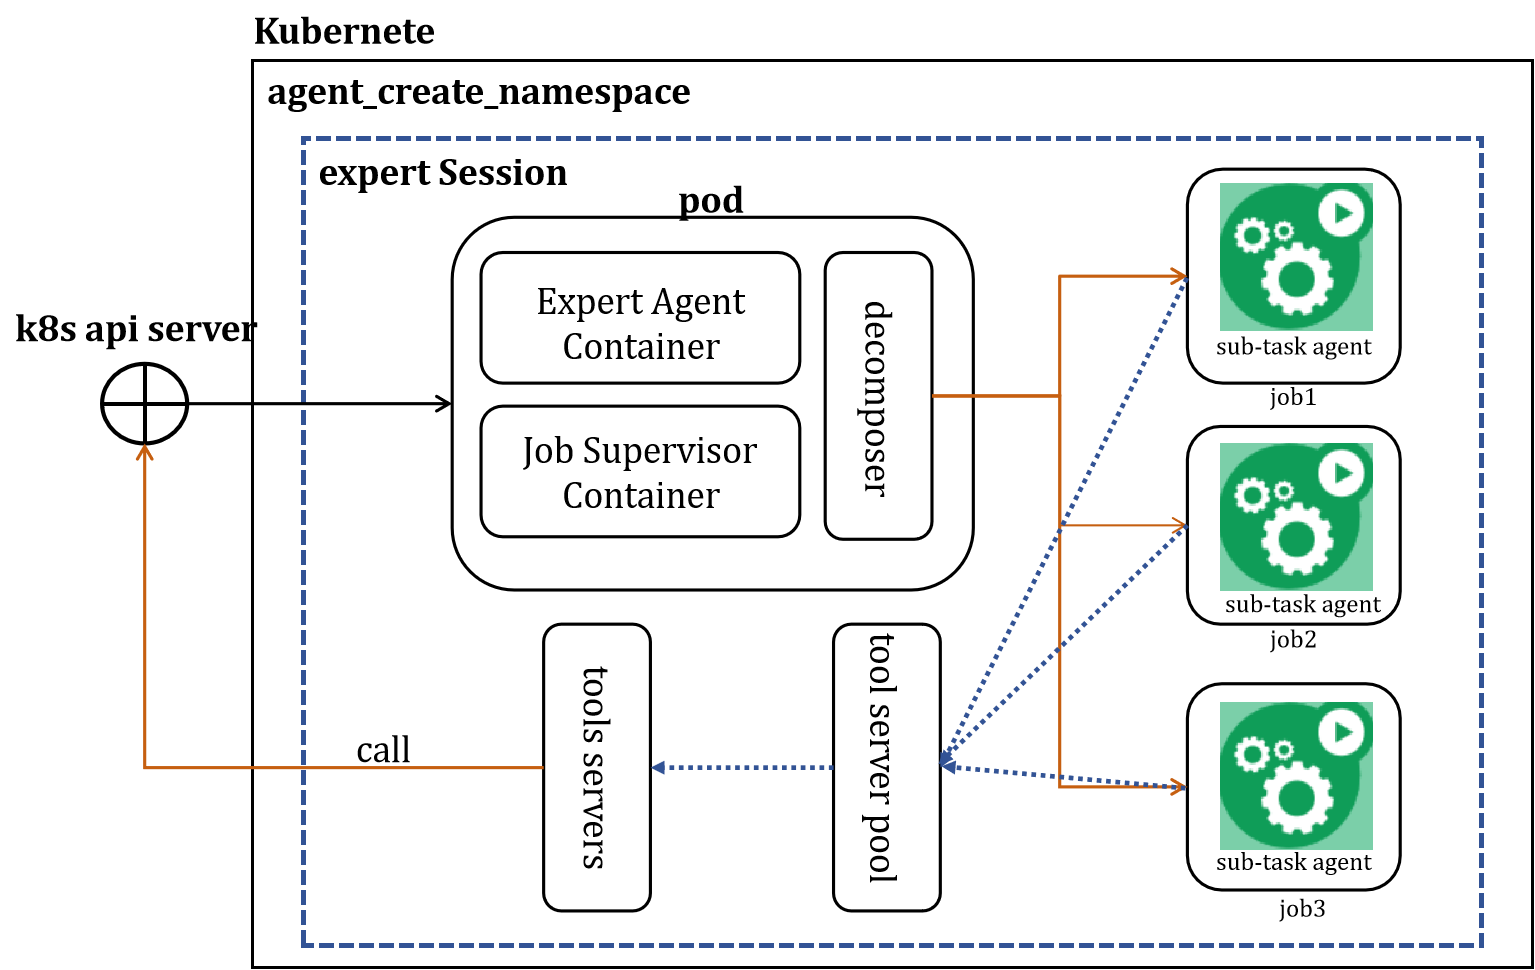 Kubernete
agent_create_namespace
expert Session
pod
Expert Agent
Container
Job Supervisor
Container
decomposer
k8s api server
sub-task agent
job1
sub-task agent
job2
sub-task agent
job3
call
tools servers
tool server pool